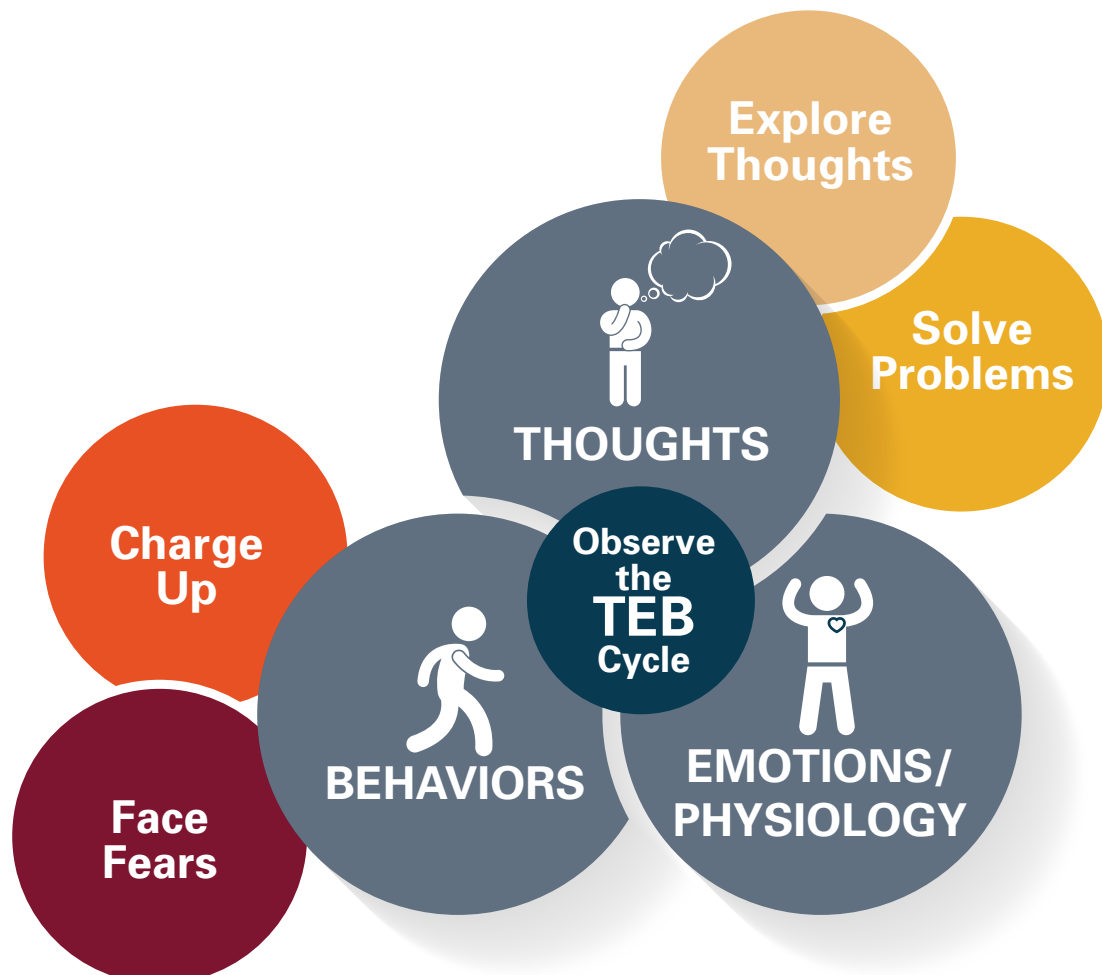 Explore
Thoughts
Solve
Problems
THOUGHTS
Charge
Up
Observe
the
TEB
Cycle
BEHAVIORS
EMOTIONS/
PHYSIOLOGY
Face
Fears